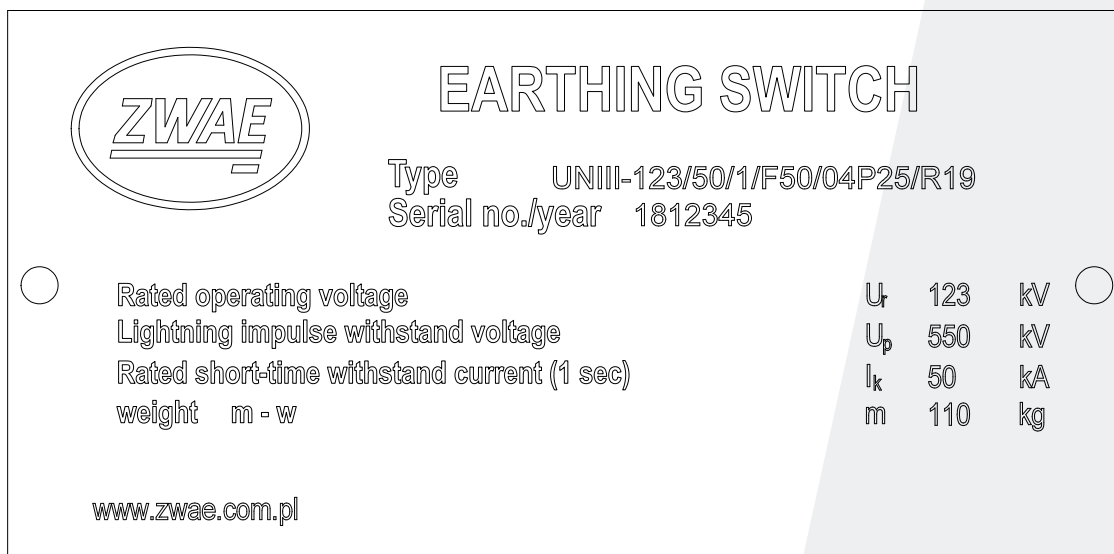 ZWAE
EARTHING SWITCH
Type UNIII-123/50/1/F50/04P25/R19
Serial no./year 1812345
Rated operating voltage Ur 123 kV
Lightning impulse withstand voltage Up 550 kV
Rated short-time withstand current (1 sec) Ik 50 kA
weight m - w m 110 kg
www.zwae.com.pl